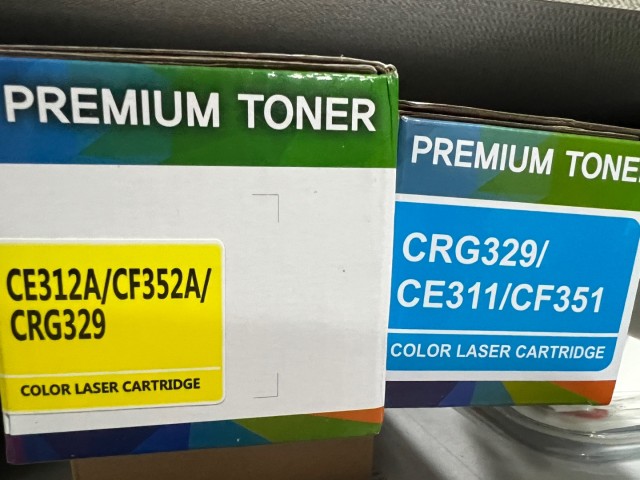 PREMIUM TONER
CE312A/CF352A/
CRG329
COLOR LASER CARTRIDGE
PREMIUM TONE
CRG329/
CE311/CF351
COLOR LASER CARTRIDGE